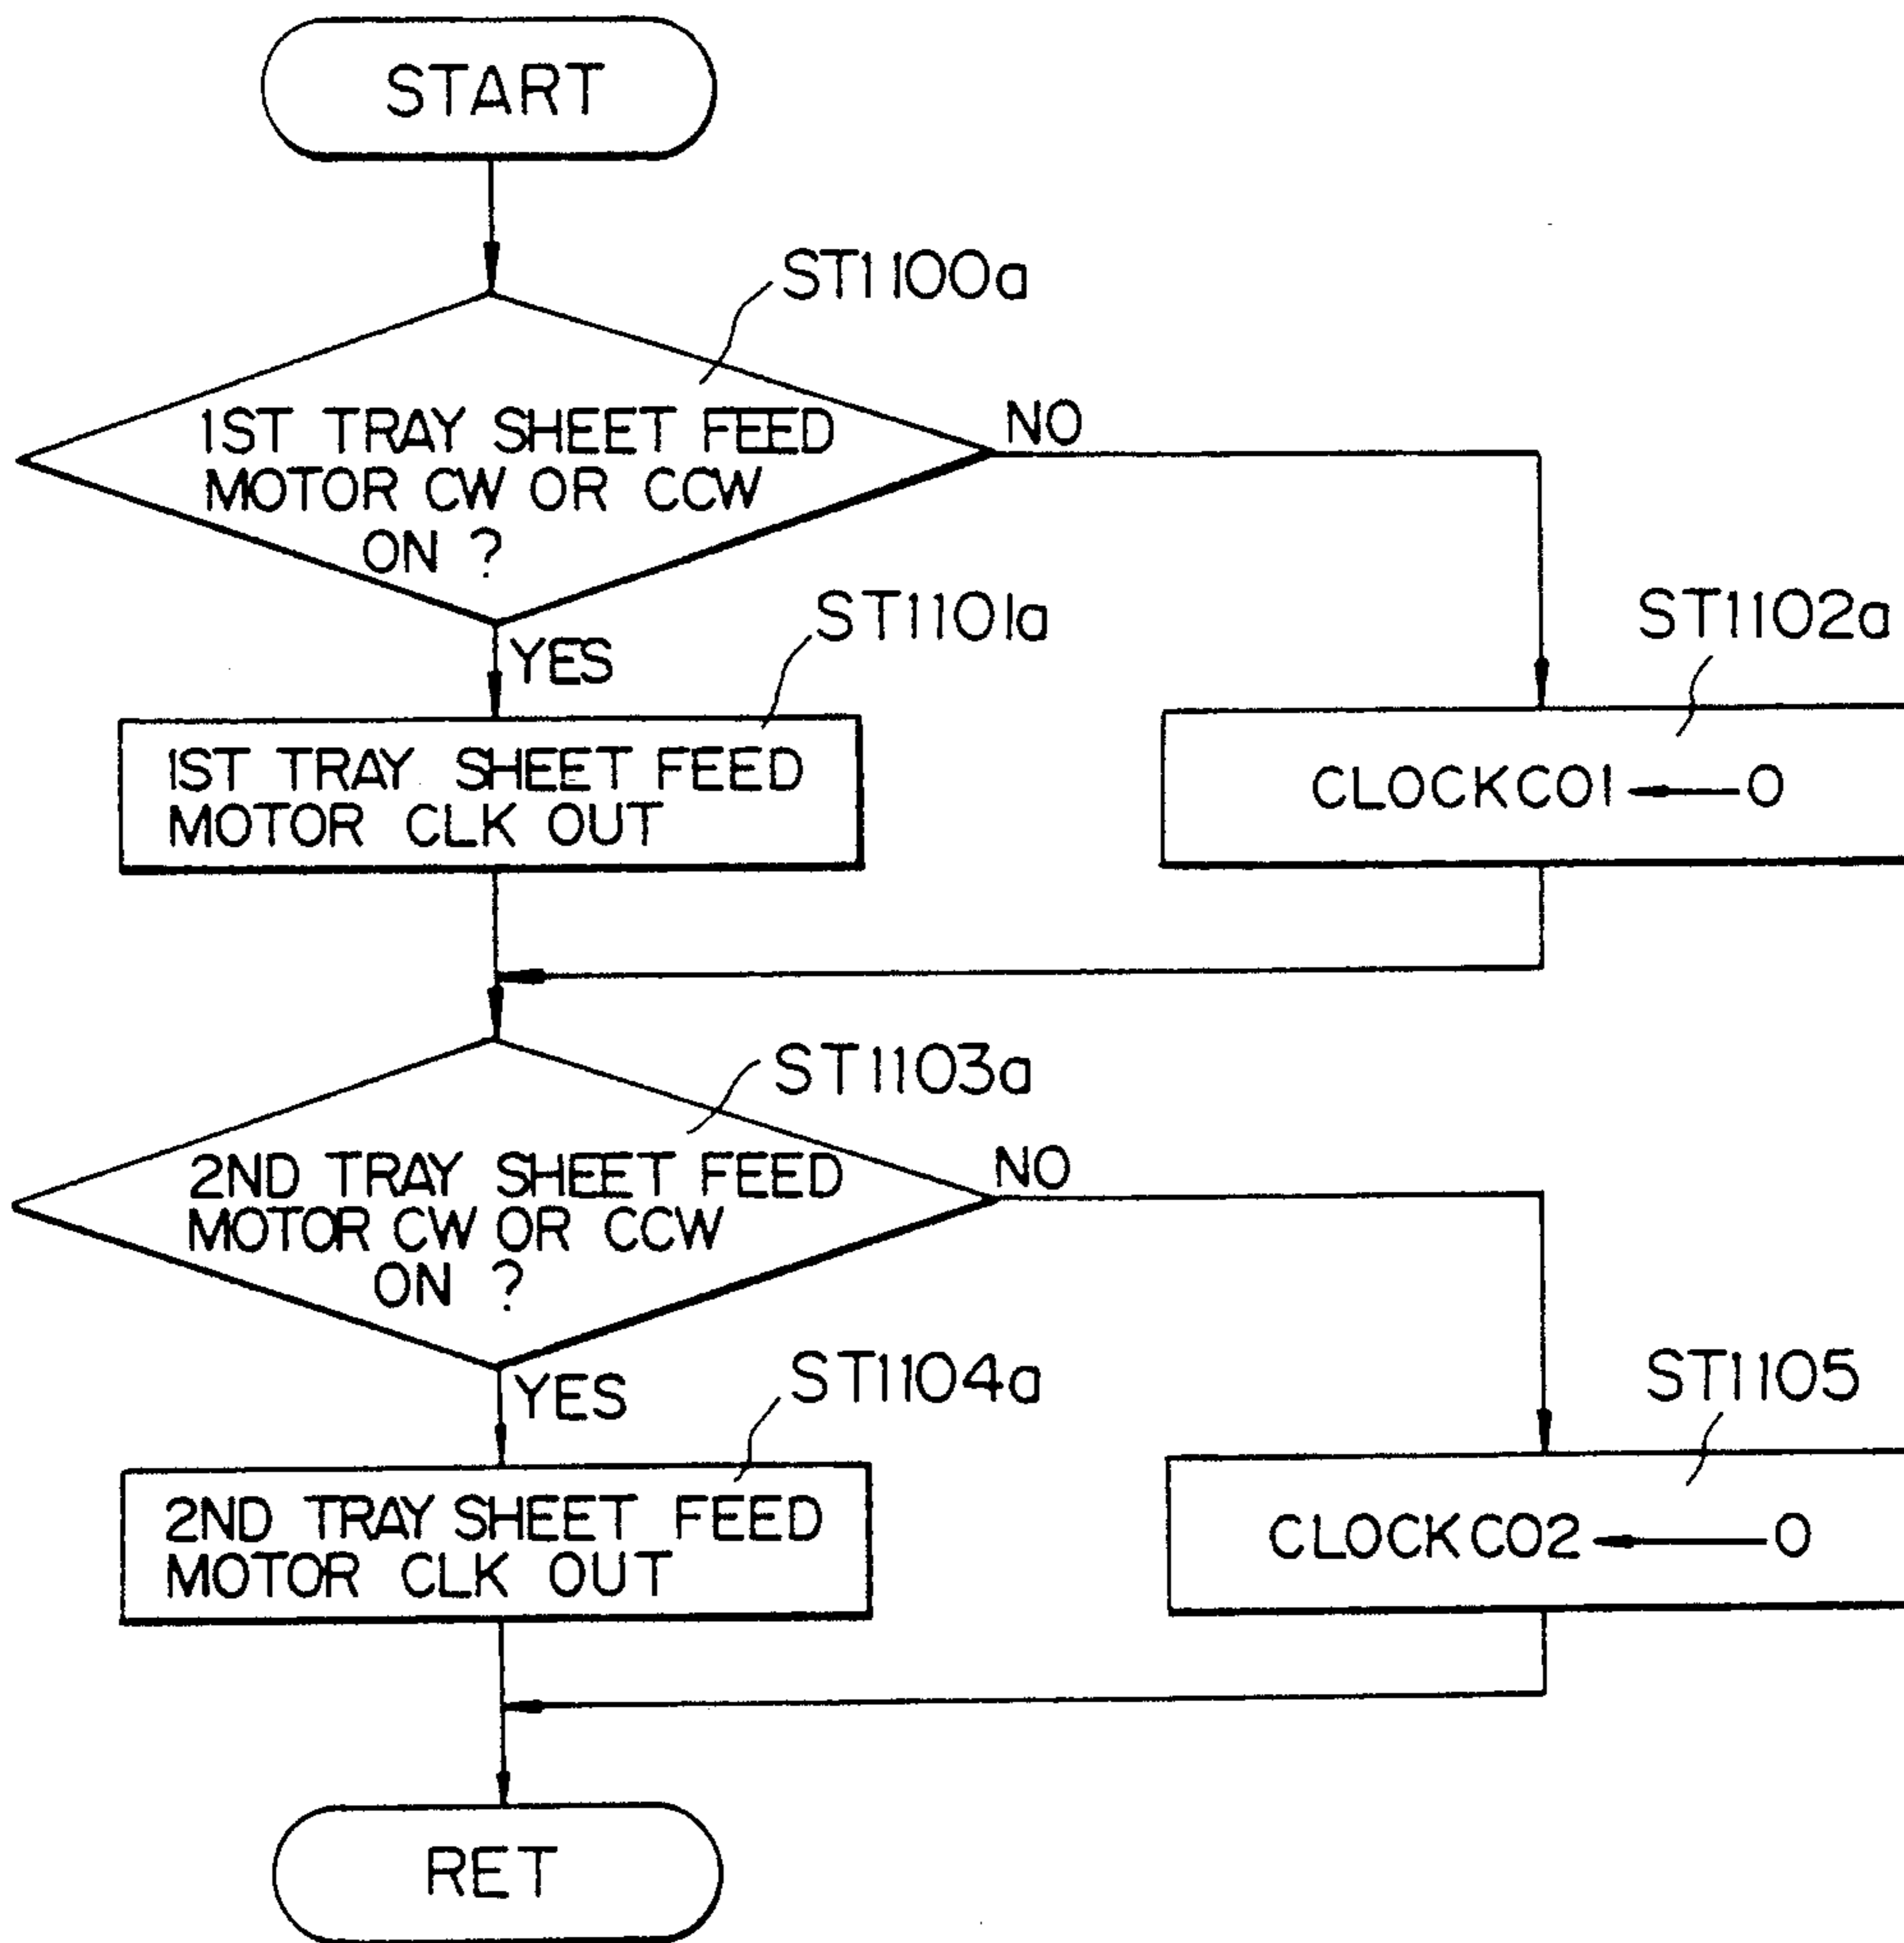 START
ST1100a
1ST TRAY SHEET FEED
MOTOR CW OR CCW
ON ?
NO
YES
ST1101a
ST1102a
1ST TRAY SHEET FEED
MOTOR CLK OUT
CLOCKCO1 ← 0
ST1103a
2ND TRAY SHEET FEED
MOTOR CW OR CCW
ON ?
NO
YES
ST1104a
ST1105
2ND TRAY SHEET FEED
MOTOR CLK OUT
CLOCKCO2 ← 0
RET